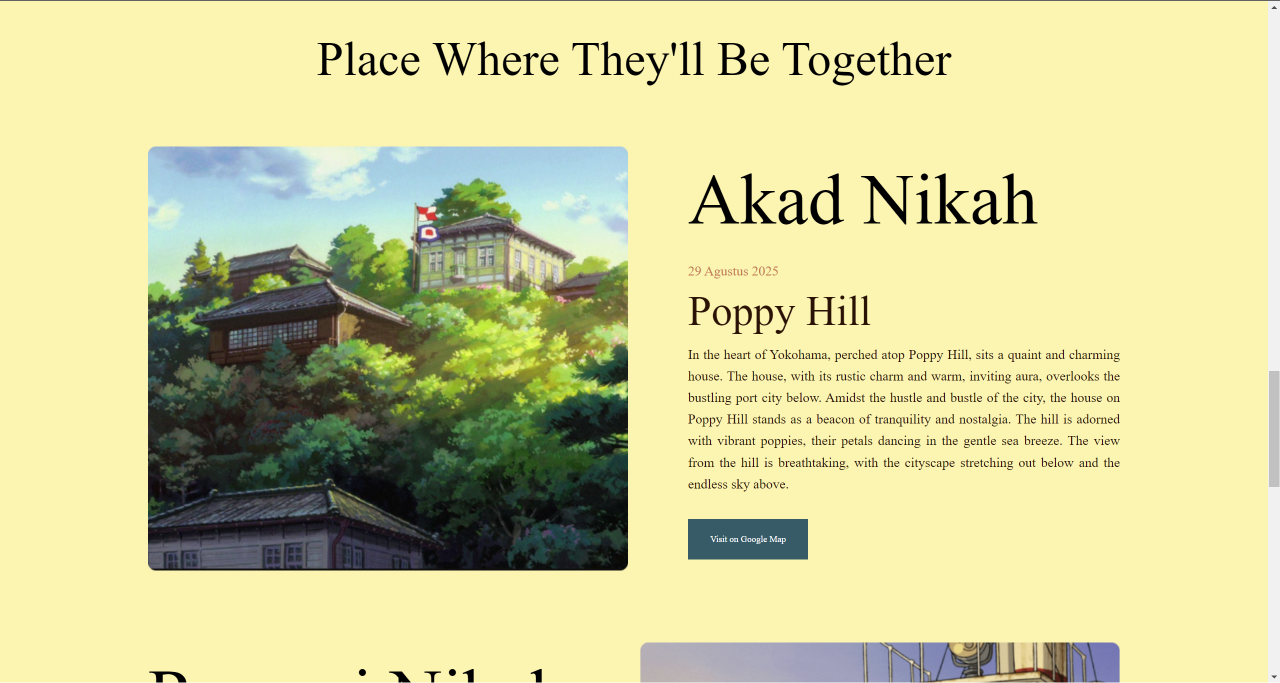 Place Where They'll Be Together
Akad Nikah
29 Agustus 2025
Poppy Hill
In the heart of Yokohama, perched atop Poppy Hill, sits a quaint and charming
house. The house, with its rustic charm and warm, inviting aura, overlooks the
bustling port city below. Amidst the hustle and bustle of the city, the house on
Poppy Hill stands as a beacon of tranquility and nostalgia. The hill is adorned
with vibrant poppies, their petals dancing in the gentle sea breeze. The view
from the hill is breathtaking, with the cityscape stretching out below and the
endless sky above.
Visit on Google Map